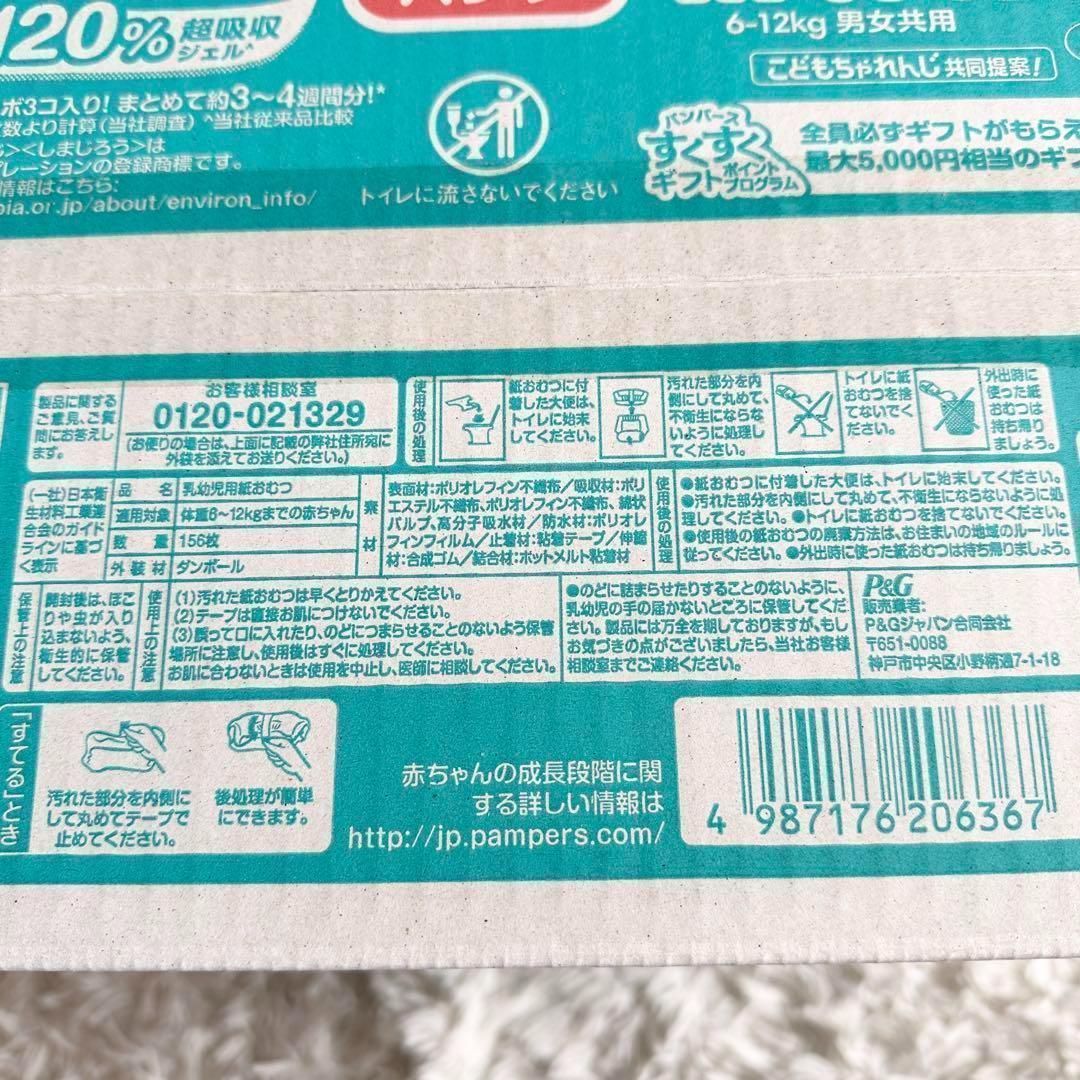 120% 超吸収
ジェル^
6-12kg 男女共用
こどもちゃれんじ 共同提案!
ボ3コ入り! まとめて約3〜4週間分!*
数より計算(当社調査) ^当社従来品比較
><しまじろう>は
レーションの登録商標です。
情報はこちら:
pia.or.jp/about/environ_info/
トイレに流さないでください
パンパース
すくすく
ギフト ポイント
プログラム
全員必ずギフトがもらえ
最大5,000円相当のギフ
製品に関する
ご意見、ご質
問にお答えし
ます。
お客様相談室
0120-021329
(お便りの場合は、上面に記載の弊社住所宛に
外袋を添えてお送りください。)
使用後の処理
紙おむつに付
着した大便は、
トイレに始末
してください。
汚れた部分を内
側にして丸めて、
不衛生にならな
いように処理し
てください。
トイレに紙
おむつを捨
てないでく
ださい。
外出時に
使った紙
おむつは
持ち帰り
ましょう。
(一社)日本衛
生材料工業連
合会のガイド
ラインに基づ
く表示
品 名 乳幼児用紙おむつ
適用対象 体重6〜12kgまでの赤ちゃん
数 量 156枚
外装材 ダンボール
素材
表面材:ポリオレフィン不織布/吸収材:ポリ
エステル不織布、ポリオレフィン不織布、綿状
パルプ、高分子吸水材/防水材:ポリオレ
フィンフィルム/止着材:粘着テープ/伸縮
材:合成ゴム/結合材:ホットメルト粘着材
使用後の処理
●紙おむつに付着した大便は、トイレに始末してください。
●汚れた部分を内側にして丸めて、不衛生にならないように処
理してください。●トイレに紙おむつを捨てないでください。
●使用後の紙おむつの廃棄方法は、お住まいの地域のルールに
従ってください。●外出時に使った紙おむつは持ち帰りましょう。
保管上の注意
開封後は、ほこ
りや虫が入り
込まないよう、
衛生的に保管
してください。
使用上の注意
(1)汚れた紙おむつは早くとりかえてください。
(2)テープは直接お肌につけないでください。
(3)誤って口に入れたり、のどにつまらせることのないよう保管
場所に注意し、使用後はすぐに処理してください。
お肌に合わないときは使用を中止し、医師に相談してください。
●のどに詰まらせたりすることのないように、
乳幼児の手の届かないところに保管してくださ
い。製品には万全を期しておりますが、もし
お気づきの点がございましたら、当社お客様
相談室までご連絡ください。
P&G
販売業者:
P&Gジャパン合同会社
〒651-0088
神戸市中央区小野柄通7-1-18
「すてる」とき
汚れた部分を内側に
して丸めてテープで
止めてください。
後処理が簡単
にできます。
赤ちゃんの成長段階に関
する詳しい情報は
http://jp.pampers.com/
4 987176 206367